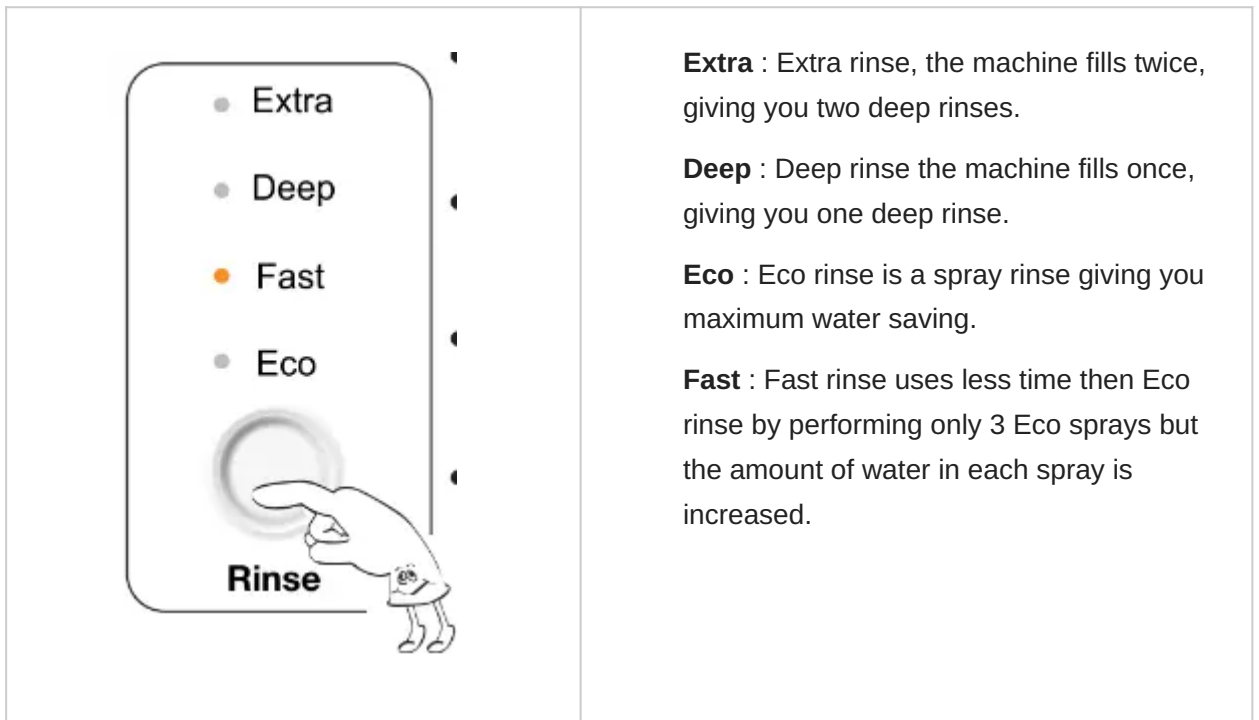 Extra
Deep
Fast
Eco
Rinse
Extra : Extra rinse, the machine fills twice,
giving you two deep rinses.
Deep : Deep rinse the machine fills once,
giving you one deep rinse.
Eco : Eco rinse is a spray rinse giving you
maximum water saving.
Fast : Fast rinse uses less time then Eco
rinse by performing only 3 Eco sprays but
the amount of water in each spray is
increased.